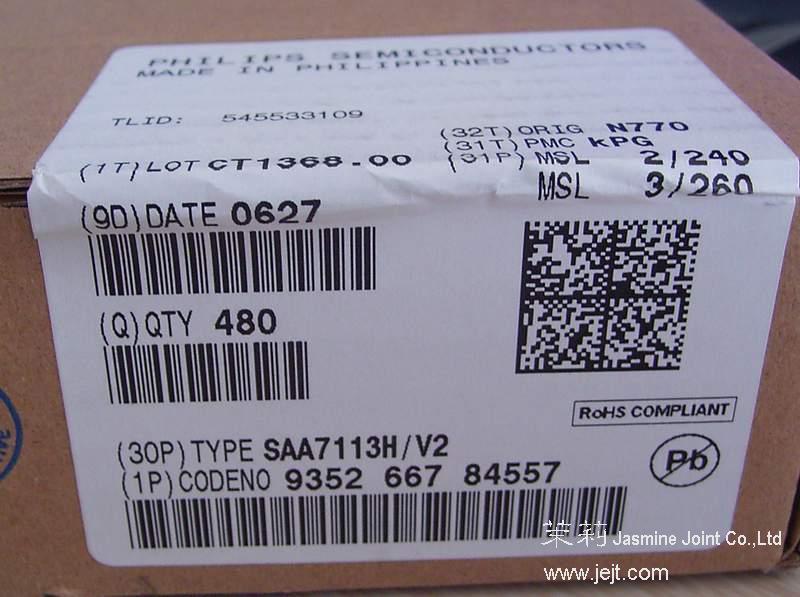 PHILIPS SEMICONDUCTORS
MADE IN PHILIPPINES
TLID: 545533109
(32T) ORIG N770
(31T) PMC kPG
(1T) LOT CT1368.00
(31P) MSL 2/240
MSL 3/260
(9D) DATE 0627
(Q) QTY 480
RoHS COMPLIANT
Pb
(30P) TYPE SAA7113H/V2
(1P) CODENO 9352 667 84557
茉莉 Jasmine Joint Co.,Ltd
www.jejt.com